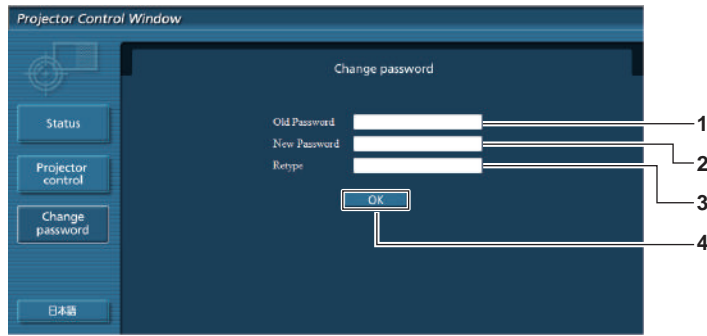 Projector Control Window
Change password
Status
Projector
control
Change
password
日本語
Old Password
New Password
Retype
OK
1
2
3
4